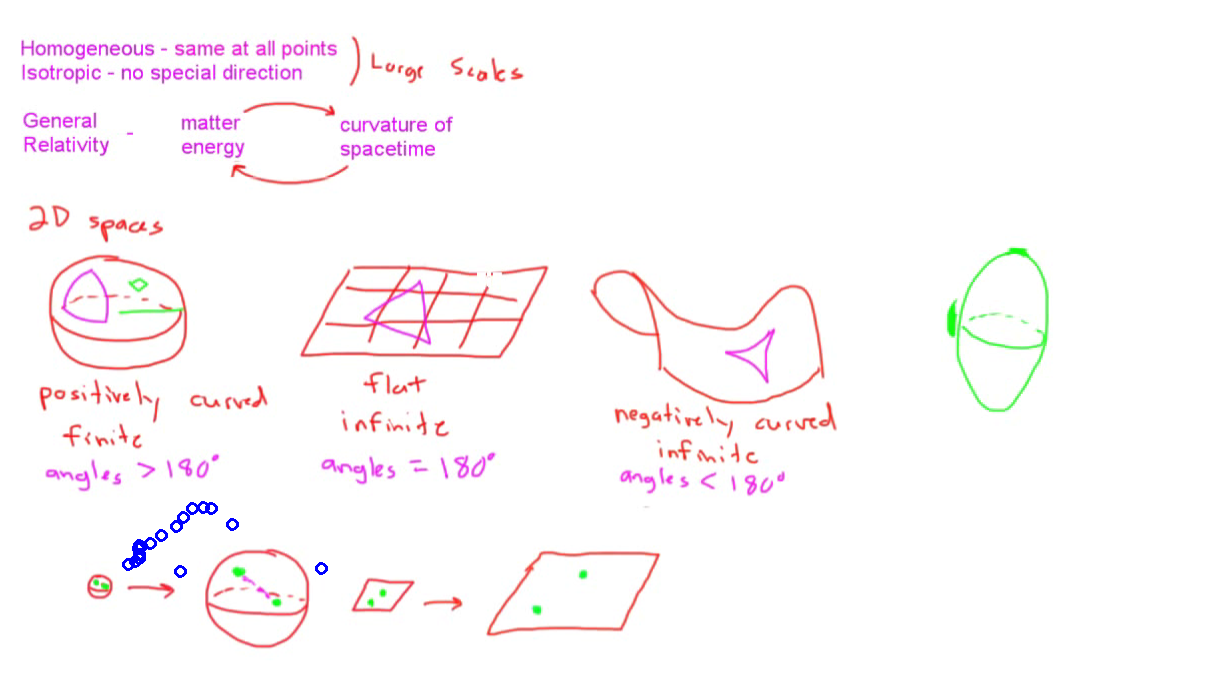 Homogeneous - same at all points
Isotropic - no special direction
Large Scales
General Relativity -
matter energy
curvature of spacetime
2D spaces
positively curved
finite
angles > 180°
flat
infinite
angles = 180°
negatively curved
infinite
angles < 180°